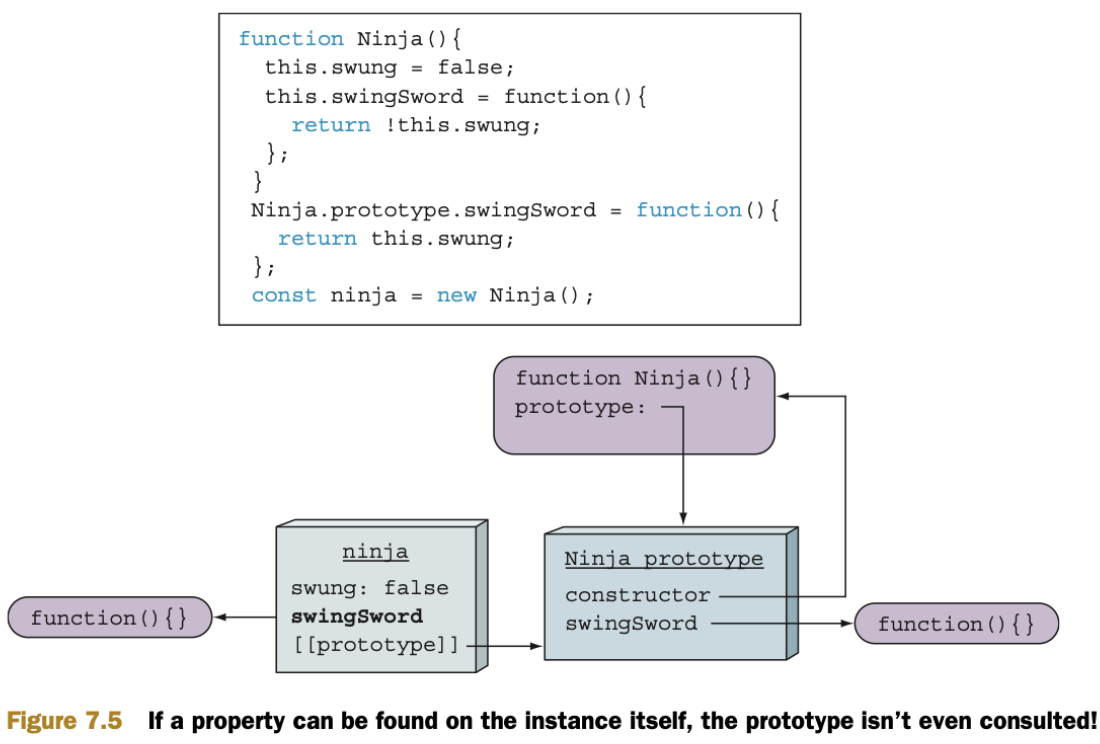 function Ninja(){
  this.swung = false;
  this.swingSword = function(){
    return !this.swung;
  };
 }
 Ninja.prototype.swingSword = function(){
   return this.swung;
 };
 const ninja = new Ninja();
function Ninja(){}
prototype:
ninja
swung: false
swingSword
[[prototype]]
function(){}
Ninja prototype
constructor
swingSword
function(){}
Figure 7.5 If a property can be found on the instance itself, the prototype isn’t even consulted!